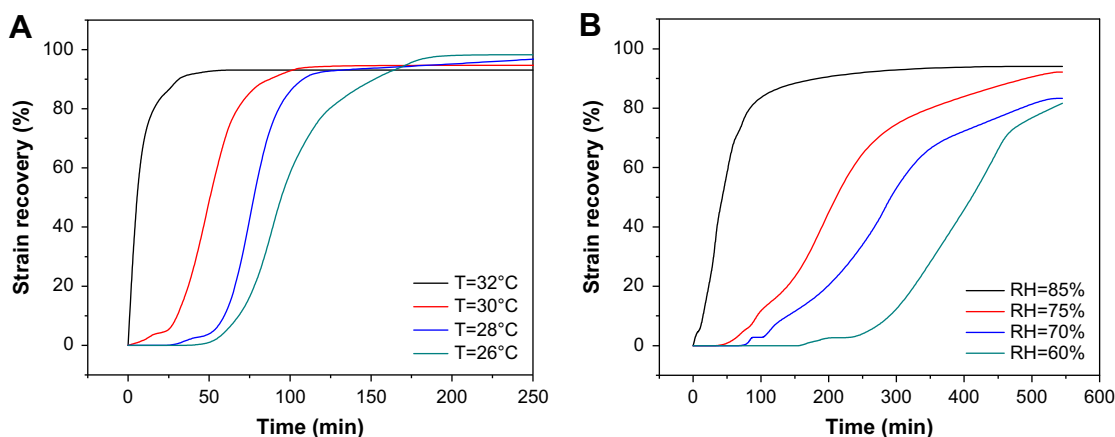 A
Strain recovery (%)
100
80
60
40
20
0
T=32°C
T=30°C
T=28°C
T=26°C
0 50 100 150 200 250
Time (min)
B
Strain recovery (%)
100
80
60
40
20
0
RH=85%
RH=75%
RH=70%
RH=60%
0 100 200 300 400 500 600
Time (min)